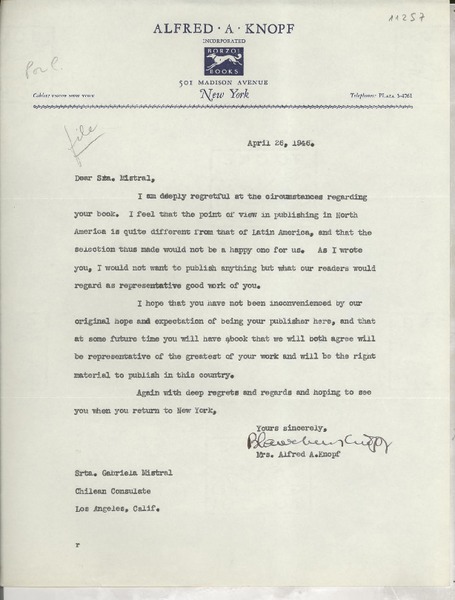 11257
ALFRED · A · KNOPF
INCORPORATED
BORZOI
BOOKS
501 MADISON AVENUE
New York
Telephone: PLAZA 3-4761
file
April 26, 1946.
Dear Sta. Mistral,
I am deeply regretful at the circumstances regarding
your book. I feel that the point of view in publishing in North
America is quite different from that of Latin America, and that the
selection thus made would not be a happy one for us. As I wrote
you, I would not want to publish anything but what our readers would
regard as representative good work of you.
I hope that you have not been inconvenienced by our
original hope and expectation of being your publisher here, and that
at some future time you will have a book that we will both agree will
be representative of the greatest of your work and will be the right
material to publish in this country.
Again with deep regrets and regards and hoping to see
you when you return to New York,
Yours sincerely,
Blanche Knopf
Mrs. Alfred A.Knopf
Srta. Gabriela Mistral
Chilean Consulate
Los Angeles, Calif.
r